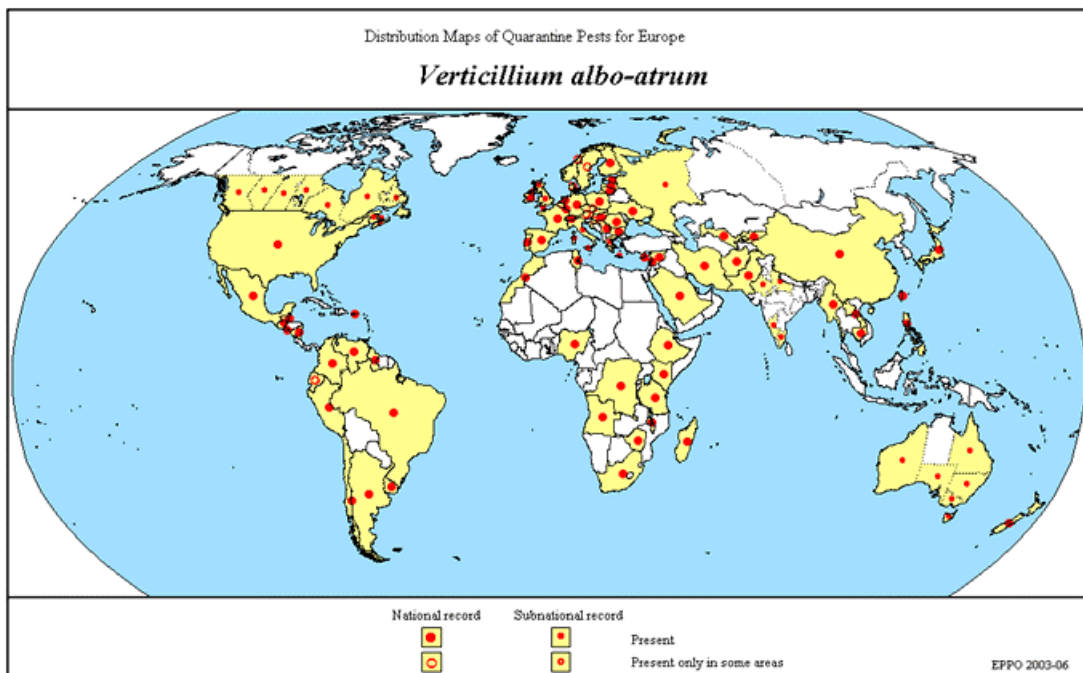 Distribution Maps of Quarantine Pests for Europe
Verticillium albo-atrum
National record Subnational record
Present
Present only in some areas
EPPO 2003-06